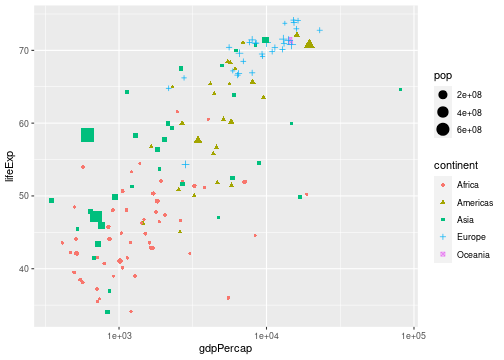 lifeExp
70
60
50
40
1e+03
1e+04
1e+05
gdpPercap
pop
2e+08
4e+08
6e+08
continent
Africa
Americas
Asia
Europe
Oceania